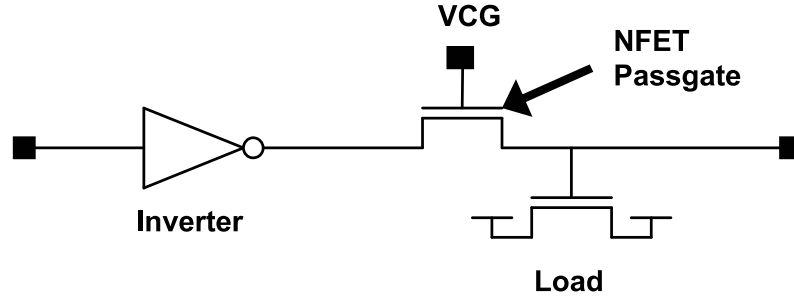 VCG
NFET
Passgate
Inverter
Load